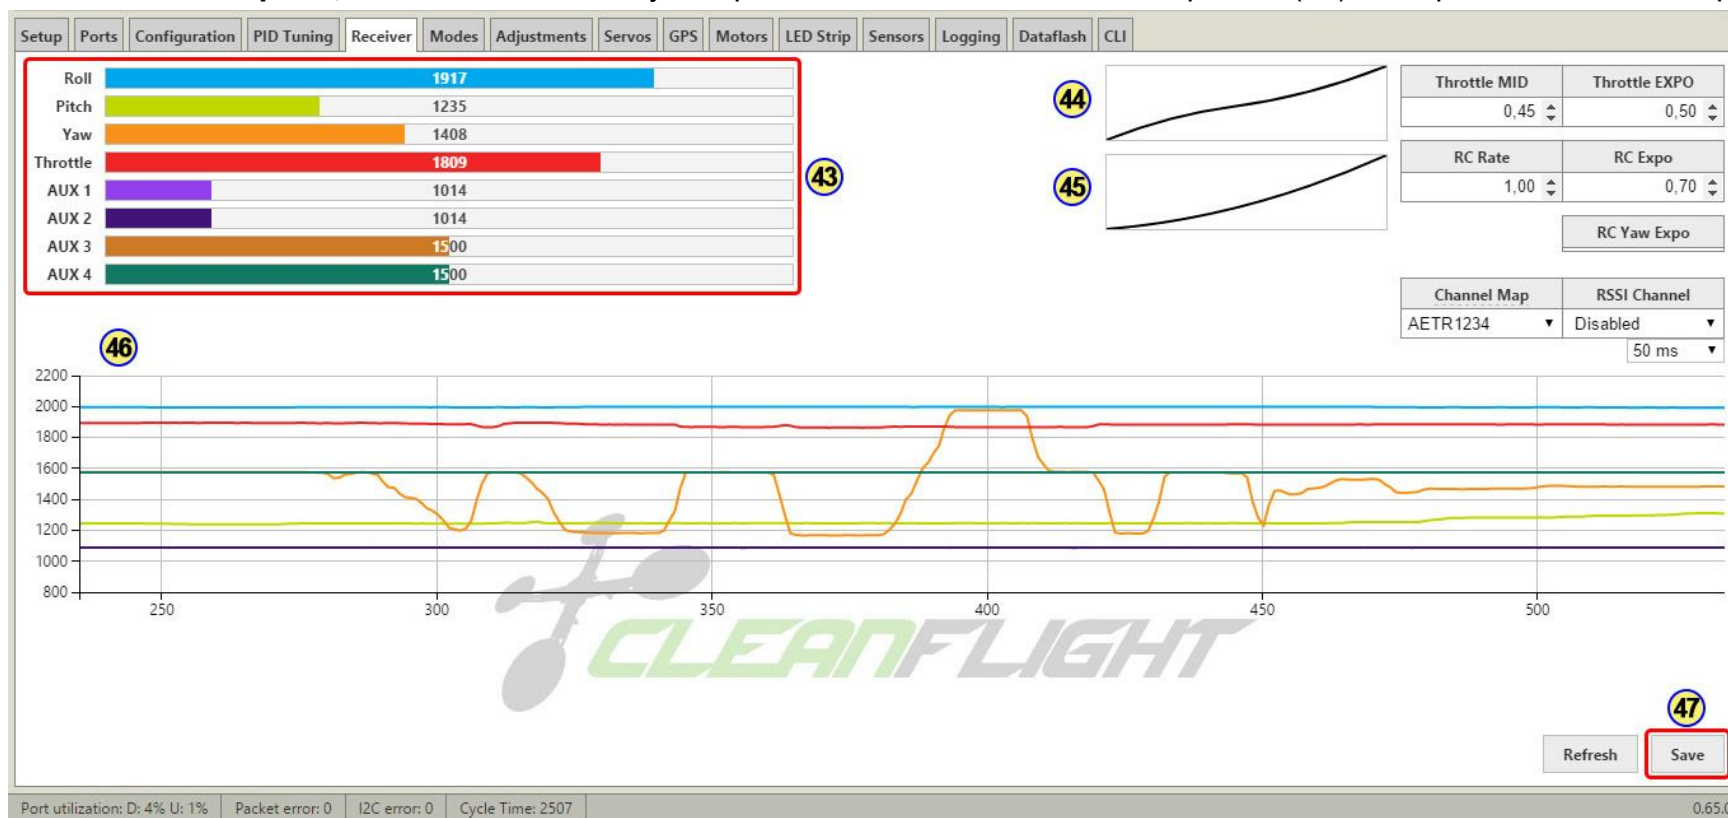 Setup Ports Configuration PID Tuning Receiver Modes Adjustments Servos GPS Motors LED Strip Sensors Logging Dataflash CLI
Roll 1917
Pitch 1235
Yaw 1408
Throttle 1809
AUX 1 1014
AUX 2 1014
AUX 3 1500
AUX 4 1500
43
44
45
Throttle MID Throttle EXPO
0,45 0,50
RC Rate RC Expo
1,00 0,70
RC Yaw Expo
Channel Map RSSI Channel
AETR1234 Disabled
50 ms
46
2200
2000
1800
1600
1400
1200
1000
800
250 300 350 400 450 500
CLEANFLIGHT
47
Refresh Save
Port utilization: D: 4% U: 1% Packet error: 0 I2C error: 0 Cycle Time: 2507 0.65.0